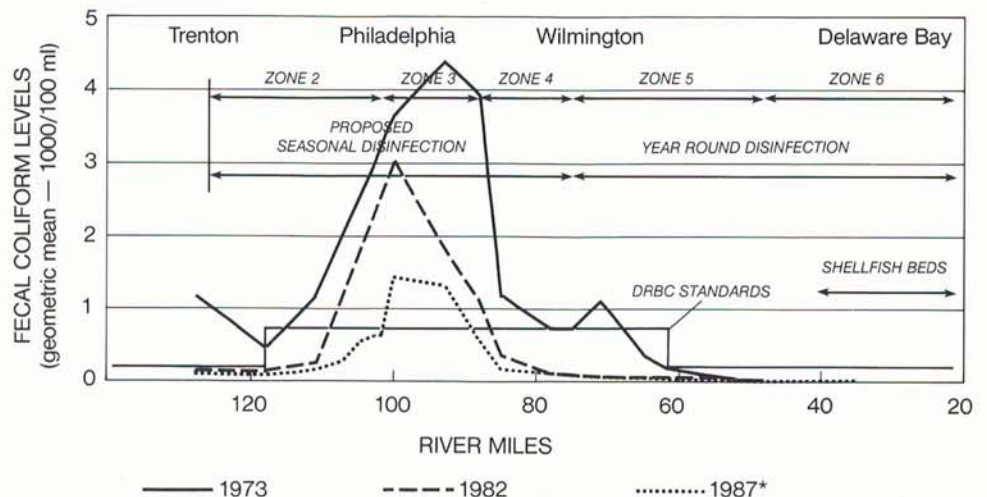 5
Trenton Philadelphia Wilmington Delaware Bay
ZONE 2 ZONE 3 ZONE 4 ZONE 5 ZONE 6
4
PROPOSED
SEASONAL DISINFECTION YEAR ROUND DISINFECTION
3
2
SHELLFISH BEDS
DRBC STANDARDS
1
0
FECAL COLIFORM LEVELS
(geometric mean — 1000/100 ml)
120 100 80 60 40 20
RIVER MILES
1973 1982 1987*